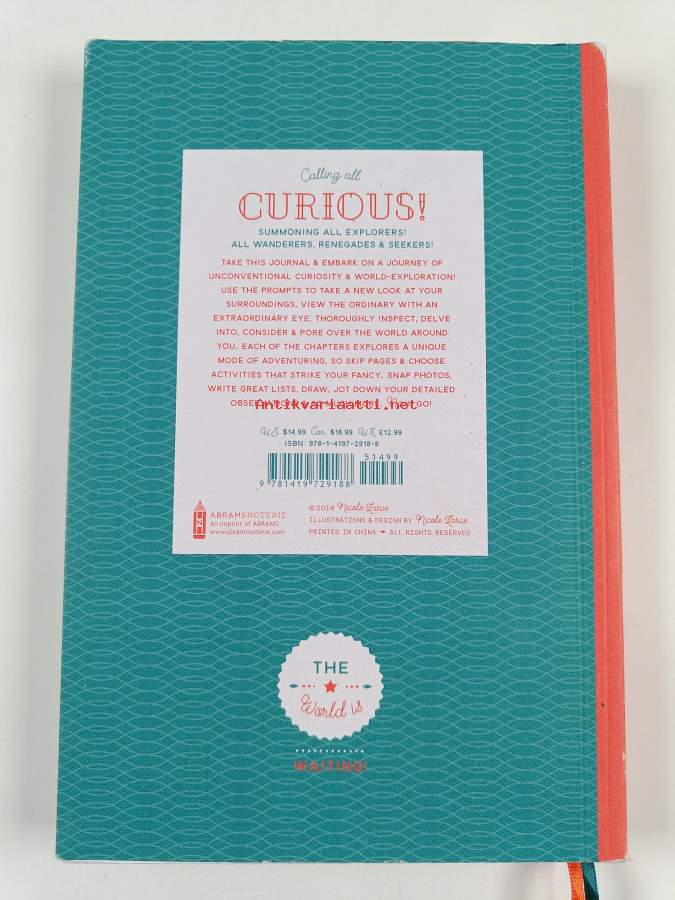 Calling all
CURIOUS!
SUMMONING ALL EXPLORERS!
ALL WANDERERS, RENEGADES & SEEKERS!
TAKE THIS JOURNAL & EMBARK ON A JOURNEY OF
UNCONVENTIONAL CURIOSITY & WORLD-EXPLORATION!
USE THE PROMPTS TO TAKE A NEW LOOK AT YOUR
SURROUNDINGS, VIEW THE ORDINARY WITH AN
EXTRAORDINARY EYE, THOROUGHLY INSPECT, DELVE
INTO, CONSIDER & PORE OVER THE WORLD AROUND
YOU. EACH OF THE CHAPTERS EXPLORES A UNIQUE
MODE OF ADVENTURING, SO SKIP PAGES & CHOOSE
ACTIVITIES THAT STRIKE YOUR FANCY. SNAP PHOTOS,
WRITE GREAT LISTS, DRAW, JOT DOWN YOUR DETAILED
OBSERVATIONS & SO MUCH MORE. GO!
Antikvariaatti.net
U.S. $14.99 Can. $18.99 U.K. £12.99
ISBN: 978-1-4197-2918-8
51499
9 781419 729188
ABRAMSNOTERIE
An imprint of ABRAMS
www.abramsnoterie.com
©2018 Nicole Larue
ILLUSTRATIONS & DESIGN BY Nicole Larue
PRINTED IN CHINA ALL RIGHTS RESERVED
THE
World is
WAITING!